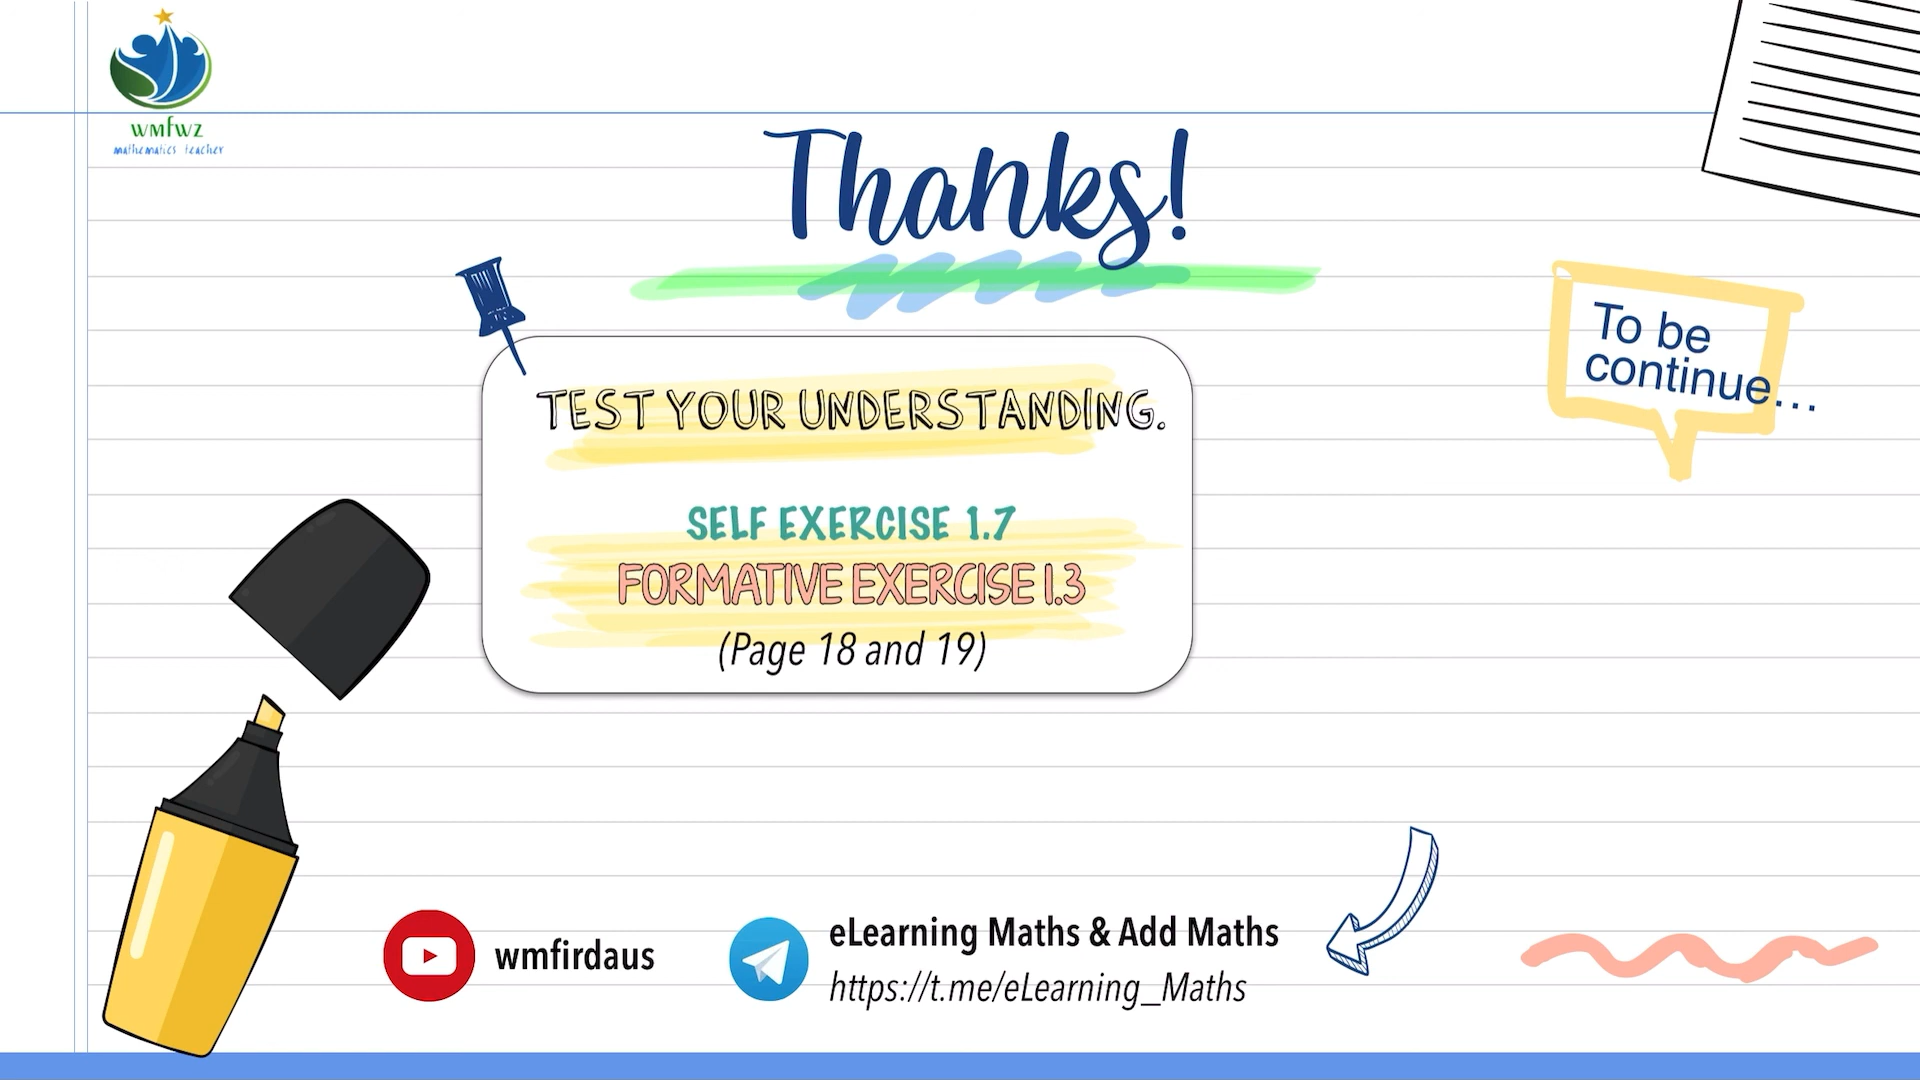 wmfwz
mathematics teacher
Thanks!
To be
continue...
TEST YOUR UNDERSTANDING.
SELF EXERCISE 1.7
FORMATIVE EXERCISE 1.3
(Page 18 and 19)
wmfirdaus
eLearning Maths & Add Maths
https://t.me/eLearning_Maths